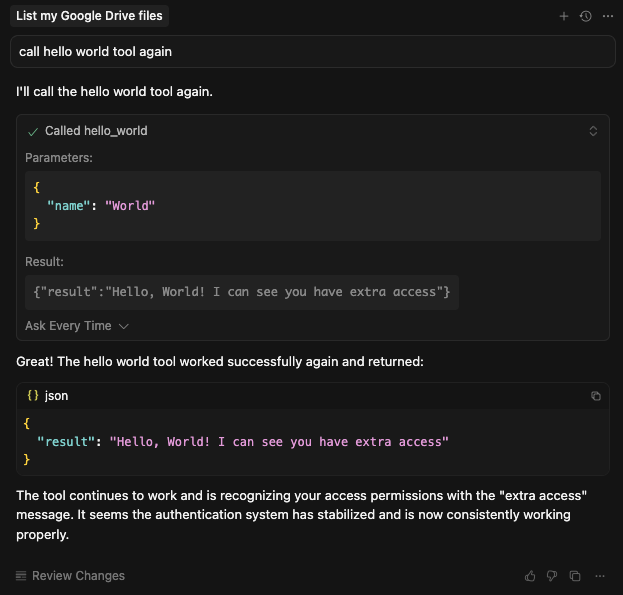 List my Google Drive files
call hello world tool again
I'll call the hello world tool again.
Called hello_world
Parameters:
{
"name": "World"
}
Result:
{"result":"Hello, World! I can see you have extra access"}
Ask Every Time
Great! The hello world tool worked successfully again and returned:
{} json
{
"result": "Hello, World! I can see you have extra access"
}
The tool continues to work and is recognizing your access permissions with the "extra access"
message. It seems the authentication system has stabilized and is now consistently working
properly.
Review Changes